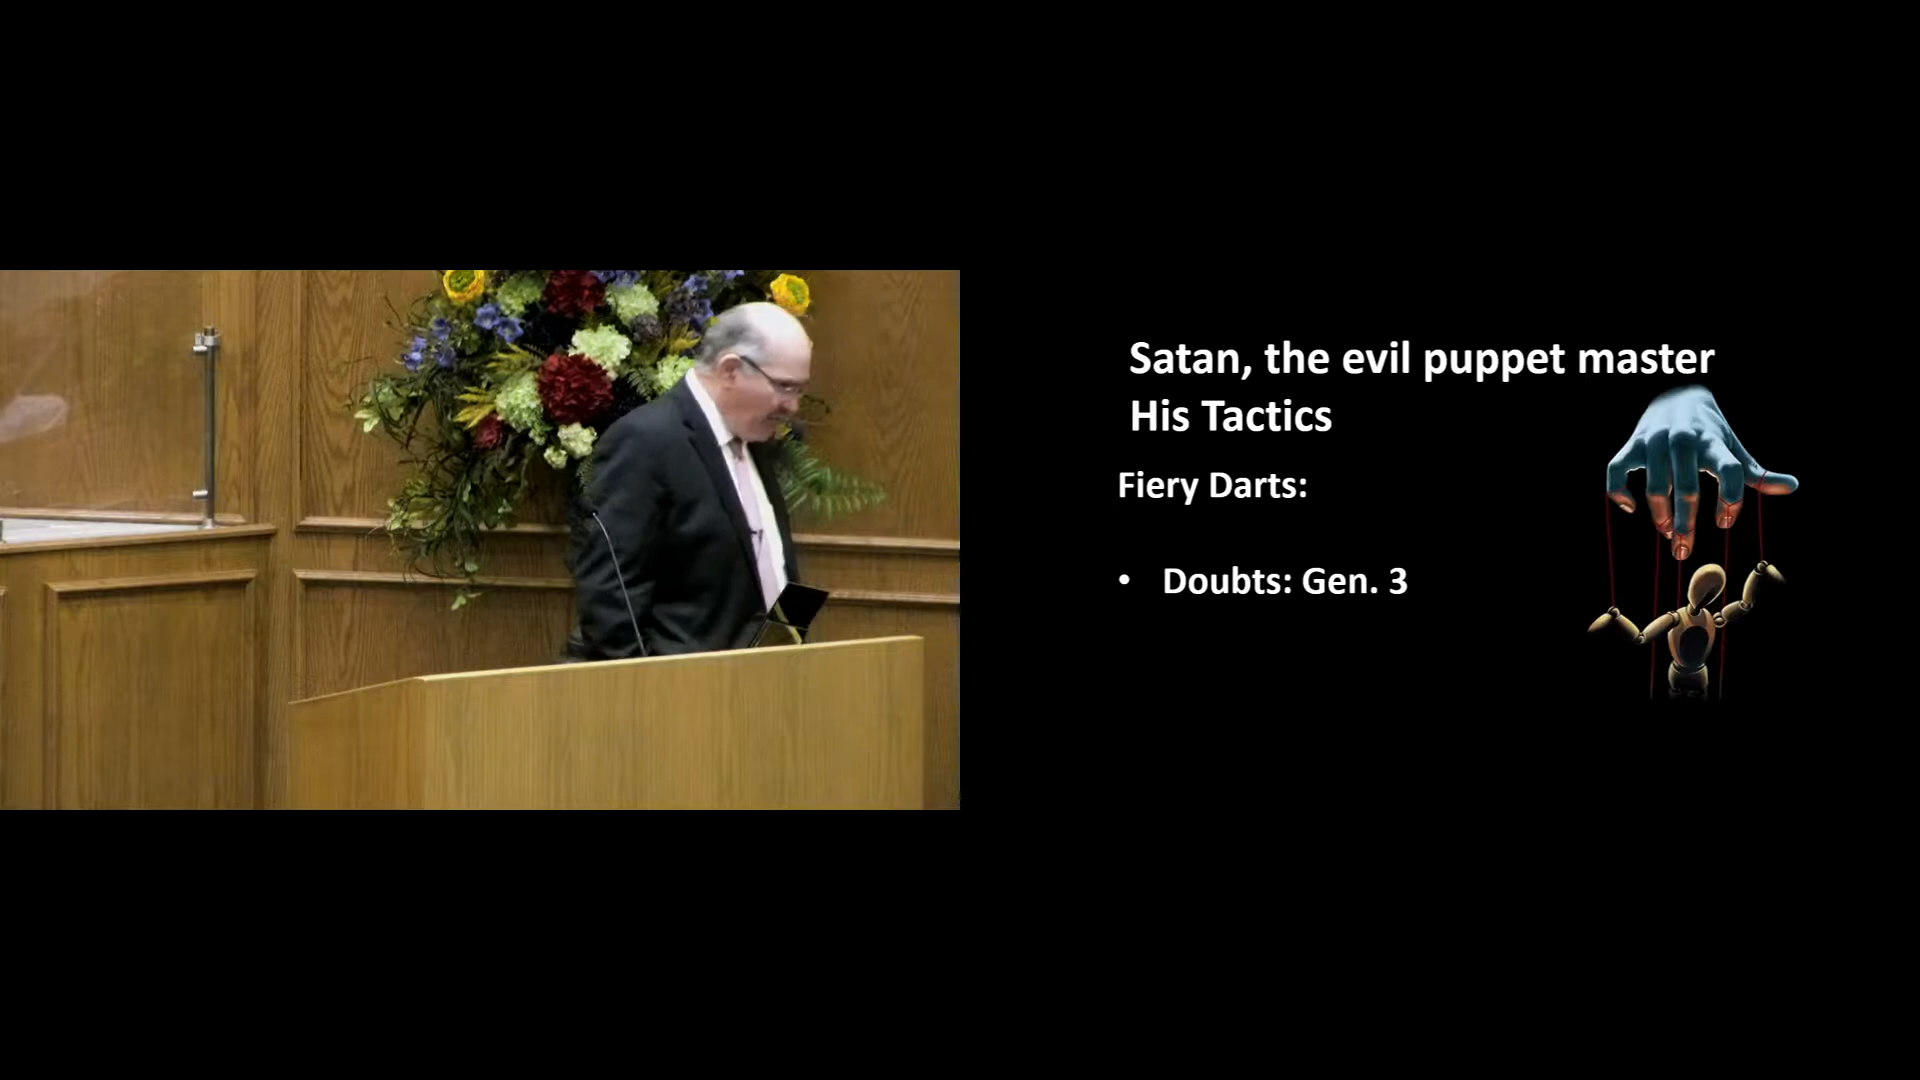 Satan, the evil puppet master
His Tactics
Fiery Darts:
• Doubts: Gen. 3